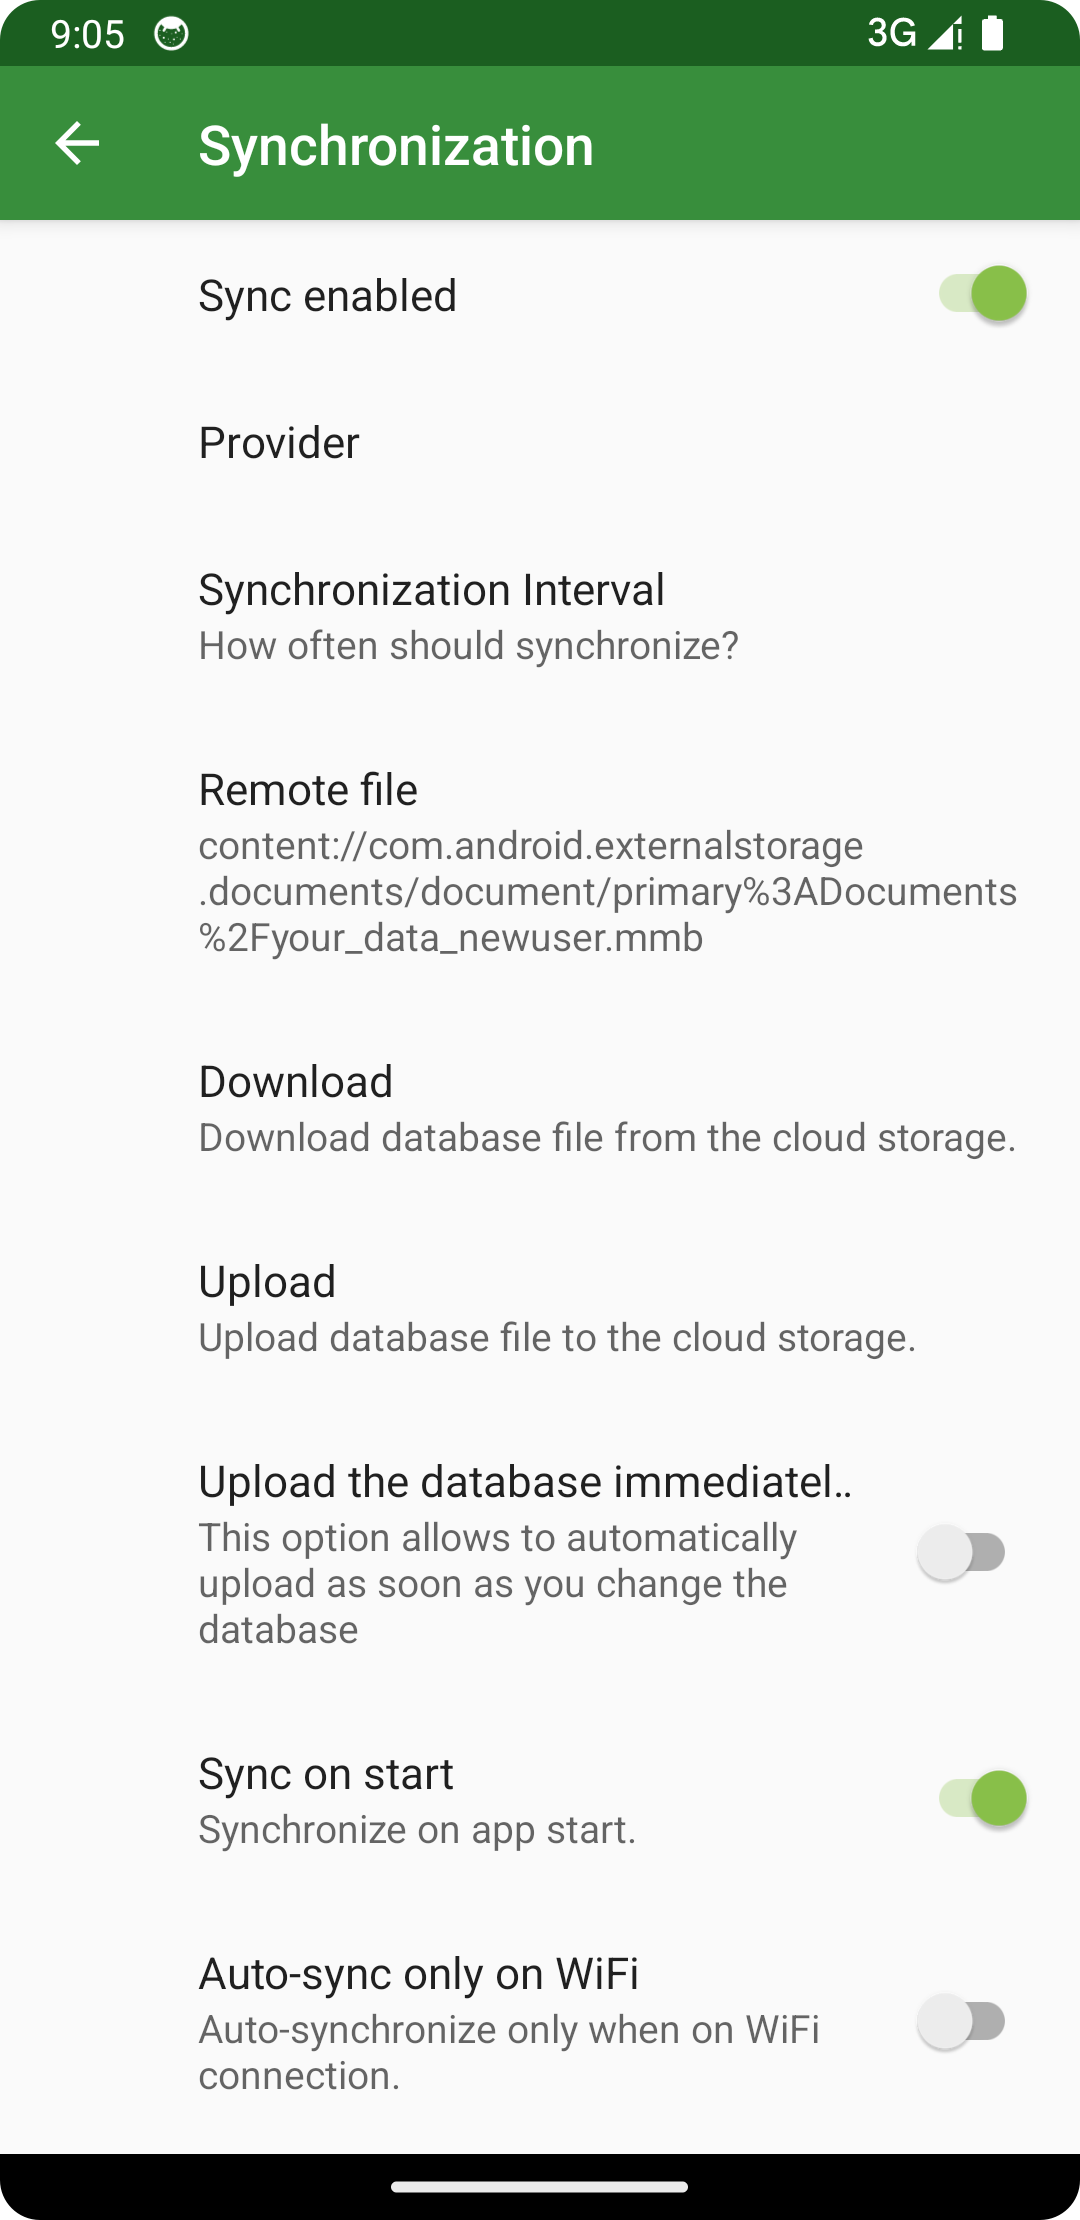 9:05
3G
Synchronization
Sync enabled
Provider
Synchronization Interval
How often should synchronize?
Remote file
content://com.android.externalstorage
.documents/document/primary%3ADocuments
%2Fyour_data_newuser.mmb
Download
Download database file from the cloud storage.
Upload
Upload database file to the cloud storage.
Upload the database immediatel..
This option allows to automatically
upload as soon as you change the
database
Sync on start
Synchronize on app start.
Auto-sync only on WiFi
Auto-synchronize only when on WiFi
connection.